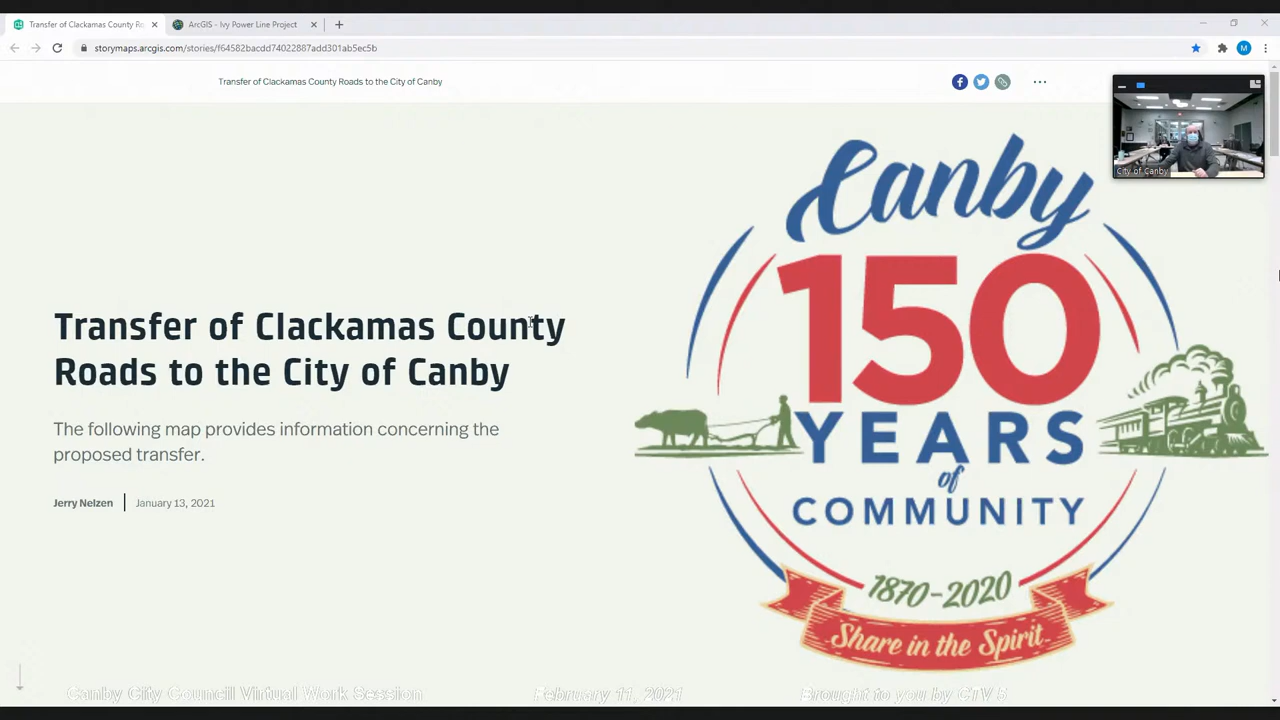 Transfer of Clackamas County Ro
ArcGIS - Ivy Power Line Project
storymaps.arcgis.com/stories/f64582bacdd74022887add301ab5ec5b
M
Transfer of Clackamas County Roads to the City of Canby
City of Canby
Transfer of Clackamas County
Roads to the City of Canby
The following map provides information concerning the
proposed transfer.
Jerry Nelzen
January 13, 2021
Canby
150
YEARS
of
COMMUNITY
1870-2020
Share in the Spirit
Canby City Council Virtual Work Session
February 11, 2021
Brought to you by CTV 5